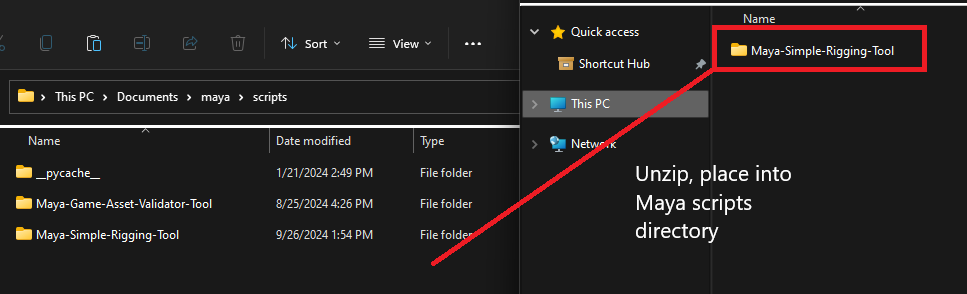 Sort
View
This PC > Documents > maya > scripts
Name Date modified Type
__pycache__ 1/21/2024 2:49 PM File folder
Maya-Game-Asset-Validator-Tool 8/25/2024 4:26 PM File folder
Maya-Simple-Rigging-Tool 9/26/2024 1:54 PM File folder
Quick access
Shortcut Hub
This PC
Network
Name
Maya-Simple-Rigging-Tool
Unzip, place into
Maya scripts
directory